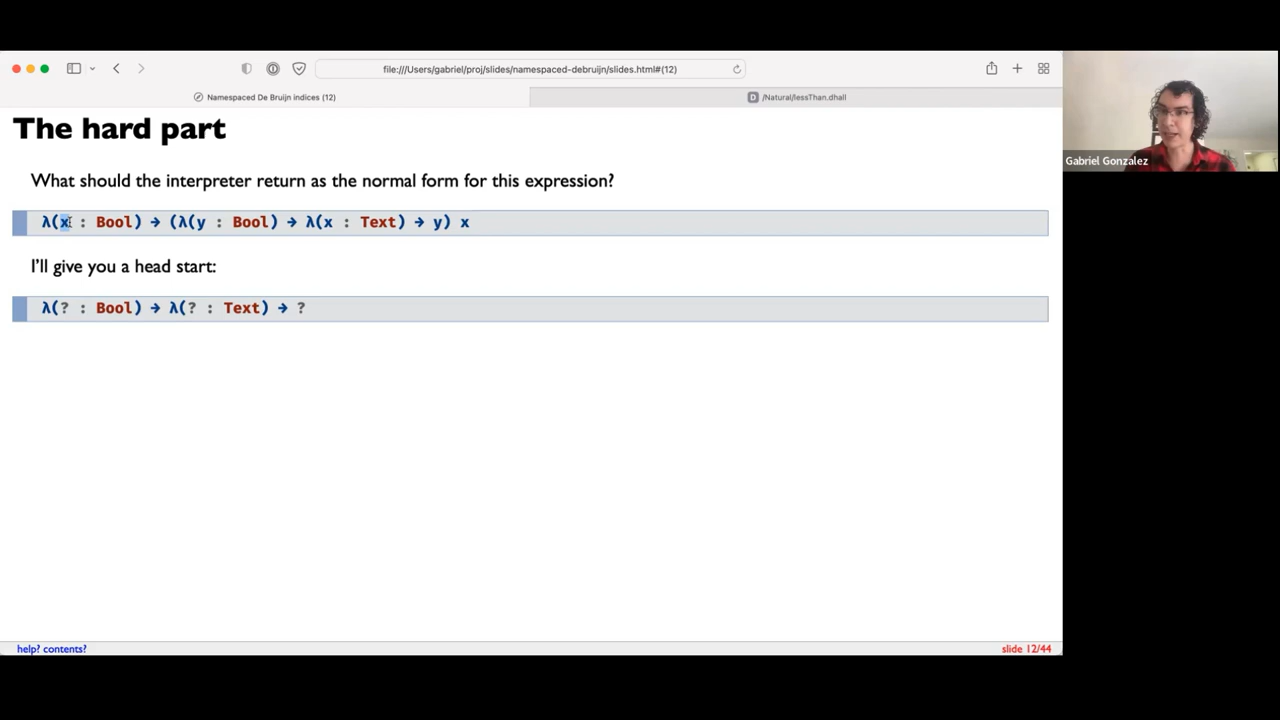 file:///Users/gabriel/proj/slides/namespaced-debruijn/slides.html#(12)
Namespaced De Bruijn indices (12)
D /Natural/lessThan.dhall
The hard part
Gabriel Gonzalez
What should the interpreter return as the normal form for this expression?
λ(x : Bool) → (λ(y : Bool) → λ(x : Text) → y) x
I'll give you a head start:
λ(? : Bool) → λ(? : Text) → ?
help? contents?
slide 12/44